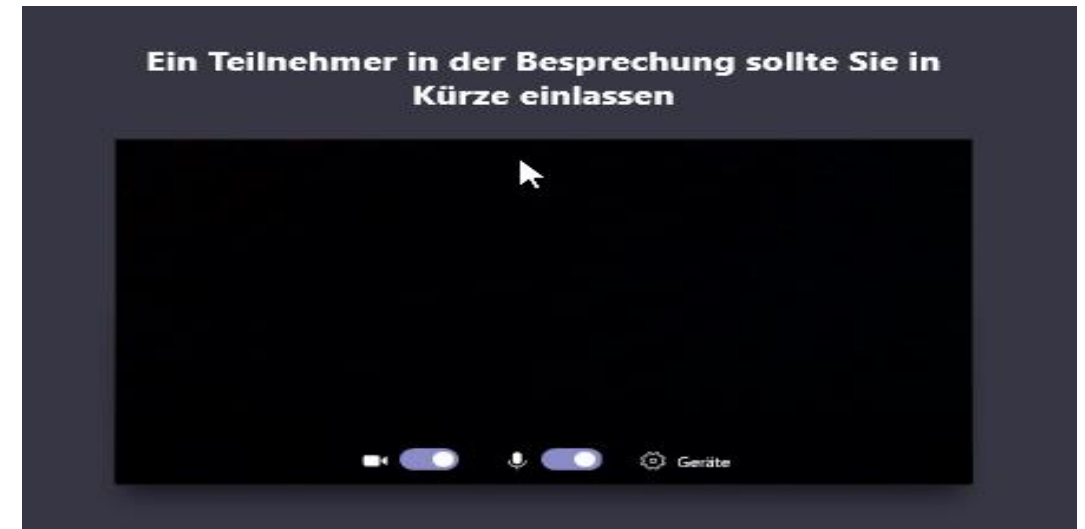 Ein Teilnehmer in der Besprechung sollte Sie in
Kürze einlassen
Geräte